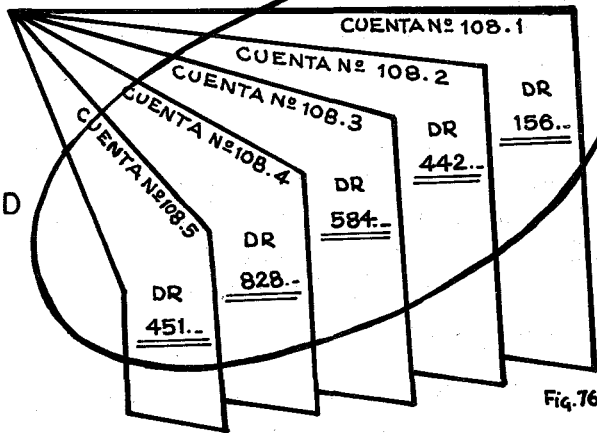 CUENTA Nº 108.1
DR
156.-
CUENTA Nº 108.2
DR
442.-
CUENTA Nº 108.3
DR
584.-
CUENTA Nº 108.4
DR
828.-
CUENTA Nº 108.5
DR
451.-
D
Fig. 76